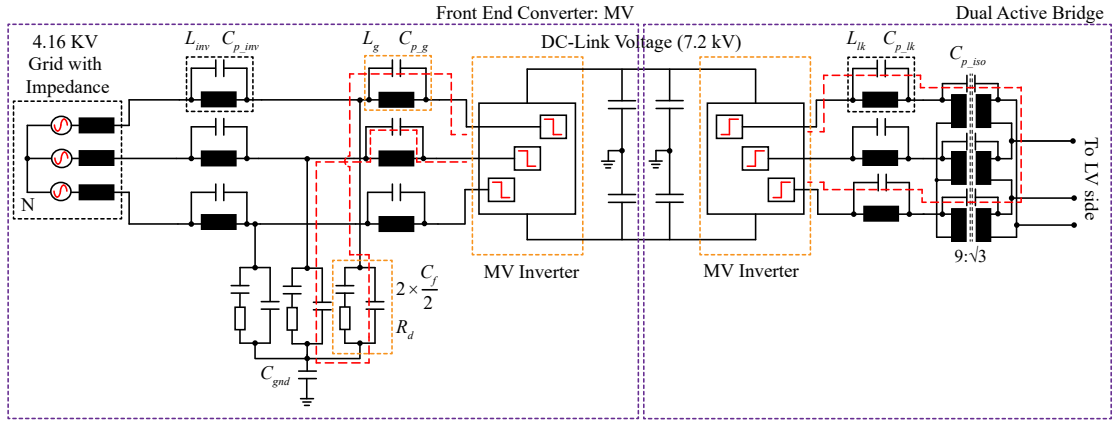 Front End Converter: MV
Dual Active Bridge
4.16 KV
Grid with
Impedance
L_inv
C_p_inv
L_g
C_p_g
DC-Link Voltage (7.2 kV)
L_lk
C_p_lk
C_p_iso
N
To LV side
MV Inverter
MV Inverter
9:√3
2 × C_f/2
R_d
C_gnd